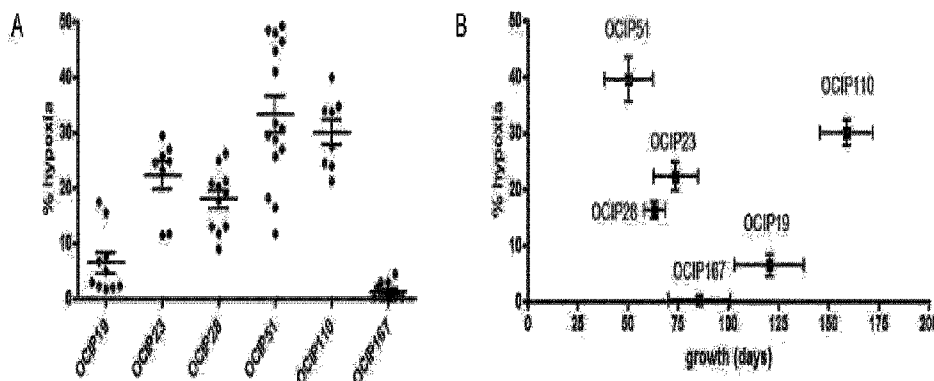 A
% hypoxia
50
40
30
20
10
0
OCIP19
OCIP23
OCIP28
OCIP51
OCIP110
OCIP167
B
% hypoxia
50
40
30
20
10
0
OCIP51
OCIP110
OCIP23
OCIP28
OCIP19
OCIP167
0 25 50 75 100 125 150 175 200
growth (days)